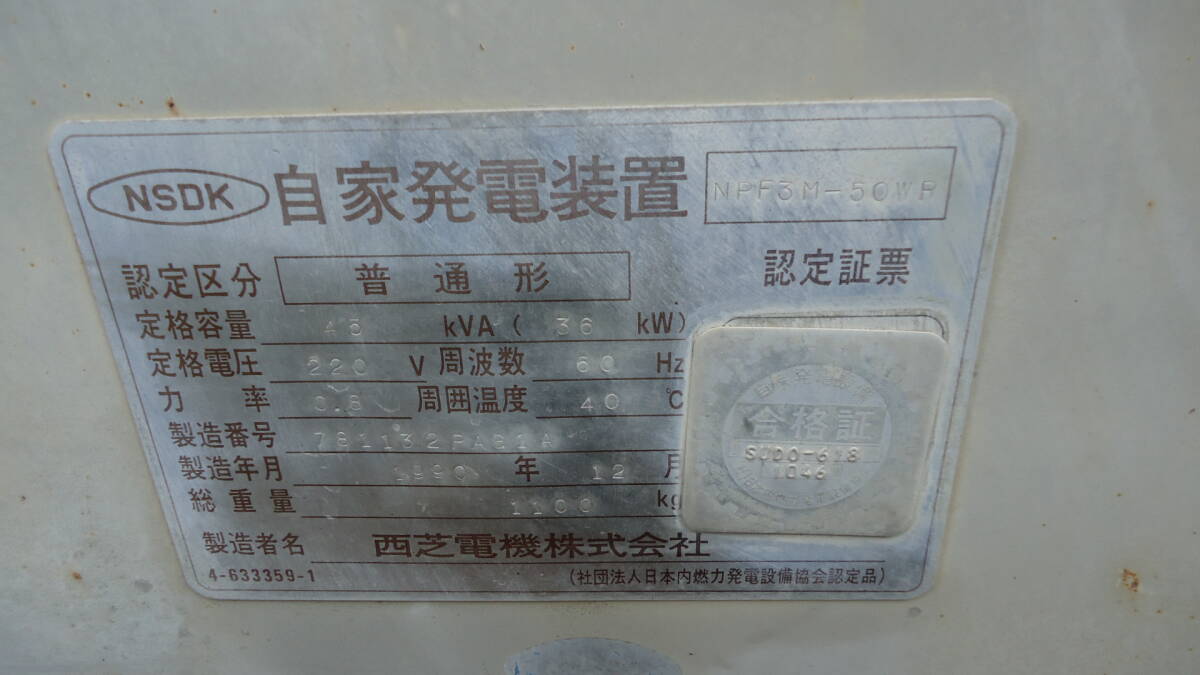 NSDK 自家発電装置 NPF3M-50WP
認定区分 普通形 認定証票
定格容量 45 kVA ( 36 kW)
定格電圧 220 V 周波数 60 Hz
力率 0.8 周囲温度 40 ℃
製造番号
製造年月 1990 年 12 月
総重量 1100 kg
製造者名 西芝電機株式会社
4-633359-1 (社団法人日本内燃力発電設備協会認定品)
合格証
SUDO-618
1046